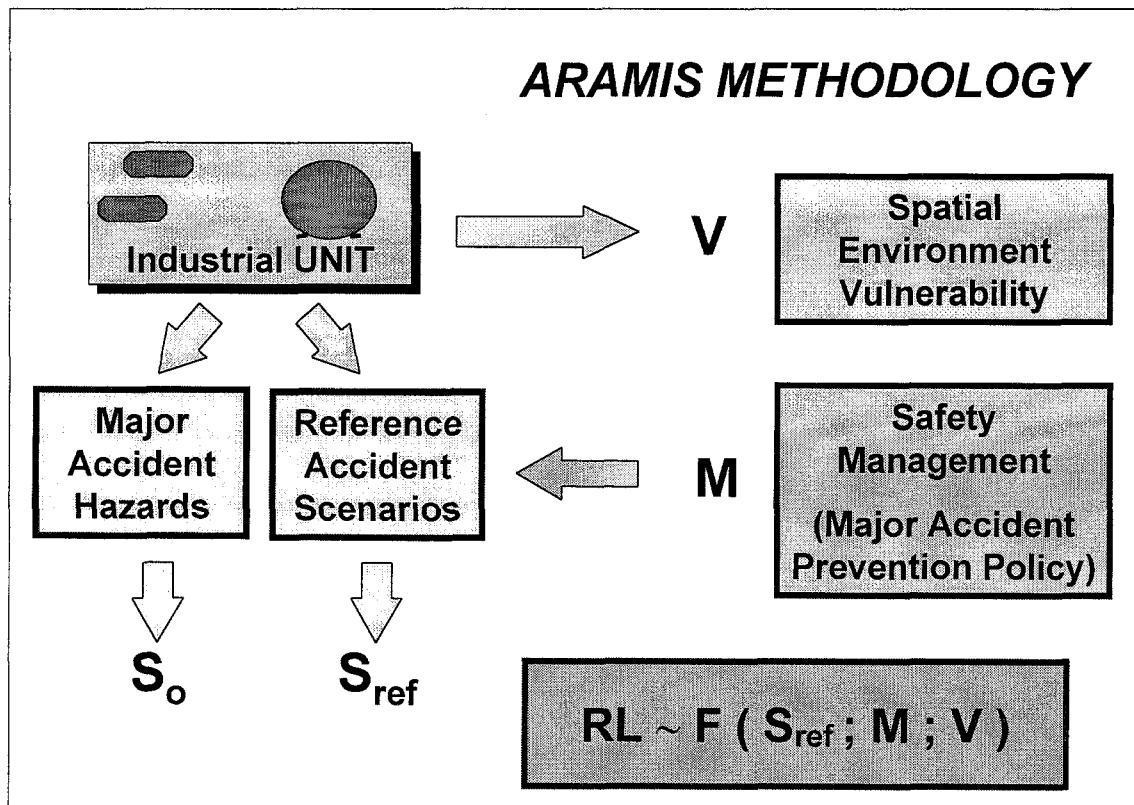 ARAMIS METHODOLOGY
Industrial UNIT
V
Spatial
Environment
Vulnerability
Major
Accident
Hazards
Reference
Accident
Scenarios
M
Safety
Management
(Major Accident
Prevention Policy)
So
Sref
RL ~ F ( Sref ; M ; V )